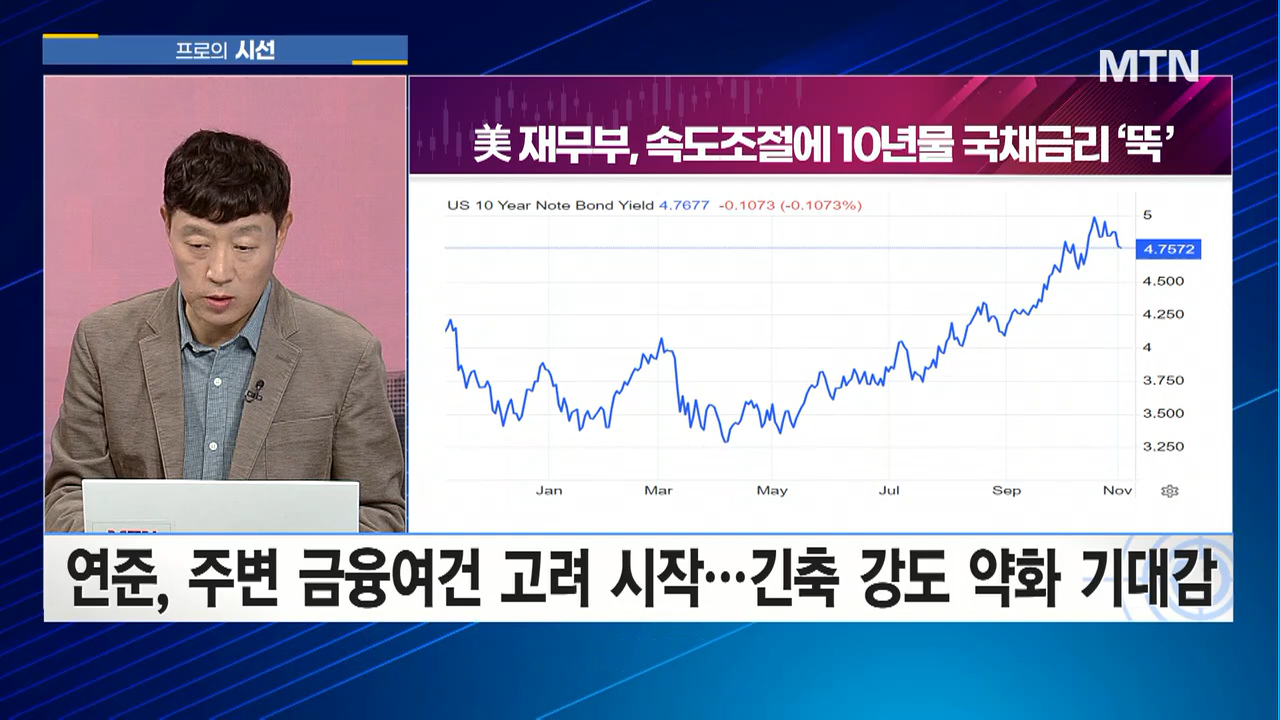 프로의 시선
MTN
美 재무부, 속도조절에 10년물 국채금리 ‘뚝’
US 10 Year Note Bond Yield 4.7677 -0.1073 (-0.1073%)
5
4.7572
4.500
4.250
4
3.750
3.500
3.250
Jan Mar May Jul Sep Nov
MTN
연준, 주변 금융여건 고려 시작…긴축 강도 약화 기대감